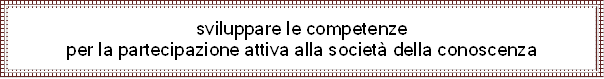 sviluppare le competenze
per la partecipazione attiva alla società della conoscenza